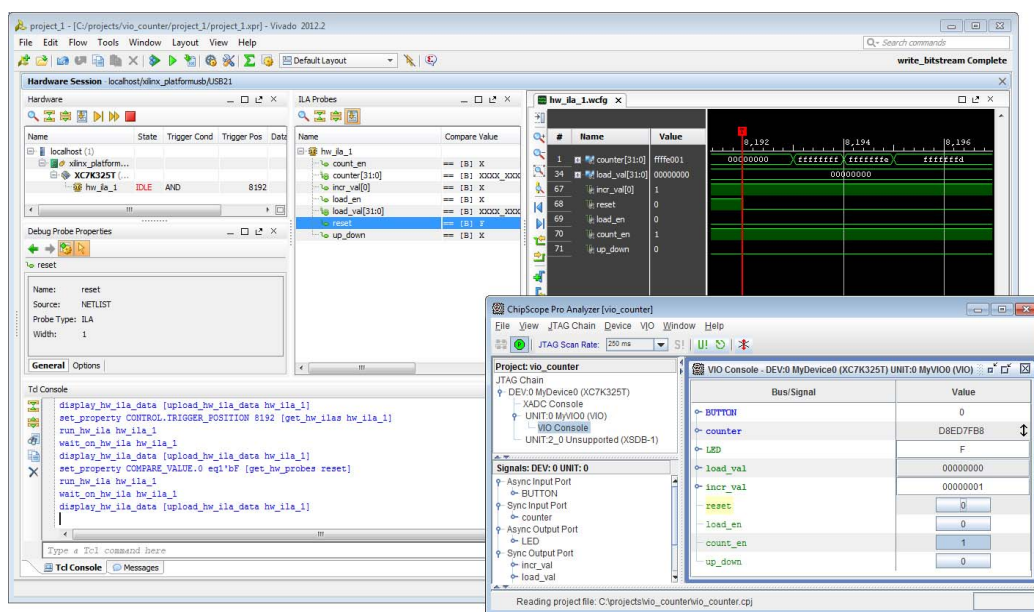 project_1 - [C:/projects/vio_counter/project_1/project_1.xpr] - Vivado 2012.2
File Edit Flow Tools Window Layout View Help
Q- Search commands
Default Layout
write_bitstream Complete
Hardware Session - localhost/xilinx_platformusb/USB21
Hardware
Name State Trigger Cond Trigger Pos Data
localhost (1)
xilinx_platform...
XC7K325T (...
hw_ila_1 IDLE AND 8192
Debug Probe Properties
reset
Name: reset
Source: NETLIST
Probe Type: ILA
Width: 1
General Options
ILA Probes
Name Compare Value
hw_ila_1
count_en == [B] X
counter[31:0] == [B] XXXX_XXX
incr_val[0] == [B] X
load_en == [B] X
load_val[31:0] == [B] XXXX_XXX
reset == [B] F
up_down == [B] X
hw_ila_1.wcfg
# Name Value
8,192 8,194 8,196
1 counter[31:0] ffffe001 00000000 ffffffff fffffffe fffffffd
34 load_val[31:0] 00000000 00000000
67 incr_val[0] 1
68 reset 0
69 load_en 0
70 count_en 1
71 up_down 0
Tcl Console
display_hw_ila_data [upload_hw_ila_data hw_ila_1]
set_property CONTROL.TRIGGER_POSITION 8192 [get_hw_ilas hw_ila_1]
run_hw_ila hw_ila_1
wait_on_hw_ila hw_ila_1
display_hw_ila_data [upload_hw_ila_data hw_ila_1]
set_property COMPARE_VALUE.0 eq1'bF [get_hw_probes reset]
run_hw_ila hw_ila_1
wait_on_hw_ila hw_ila_1
display_hw_ila_data [upload_hw_ila_data hw_ila_1]
Type a Tcl command here
Tcl Console Messages
ChipScope Pro Analyzer [vio_counter]
File View JTAG Chain Device VIO Window Help
JTAG Scan Rate: 250 ms S! U!
Project: vio_counter
JTAG Chain
DEV:0 MyDevice0 (XC7K325T)
XADC Console
UNIT:0 MyVIO0 (VIO)
VIO Console
UNIT:2_0 Unsupported (XSDB-1)
Signals: DEV: 0 UNIT: 0
Async Input Port
BUTTON
Sync Input Port
counter
Async Output Port
LED
Sync Output Port
incr_val
load_val
VIO Console - DEV:0 MyDevice0 (XC7K325T) UNIT:0 MyVIO0 (VIO)
Bus/Signal Value
BUTTON 0
counter D8ED7FB8
LED F
load_val 00000000
incr_val 00000001
reset 0
load_en 0
count_en 1
up_down 0
Reading project file: C:\projects\vio_counter\vio_counter.cpj